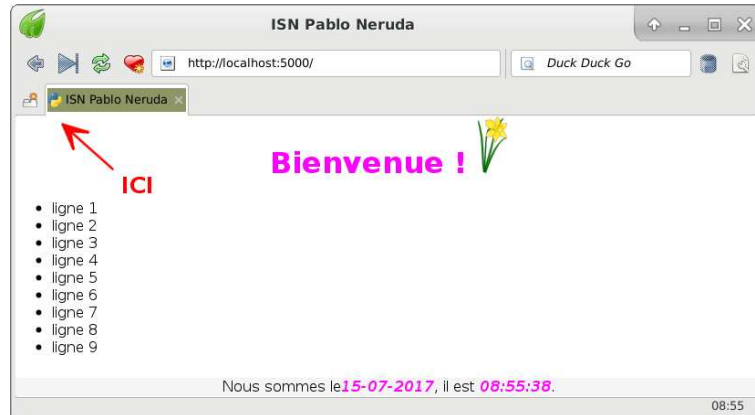 ISN Pablo Neruda
http://localhost:5000/
Duck Duck Go
ISN Pablo Neruda
ICI
Bienvenue !
ligne 1
ligne 2
ligne 3
ligne 4
ligne 5
ligne 6
ligne 7
ligne 8
ligne 9
Nous sommes le15-07-2017, il est 08:55:38.
08:55